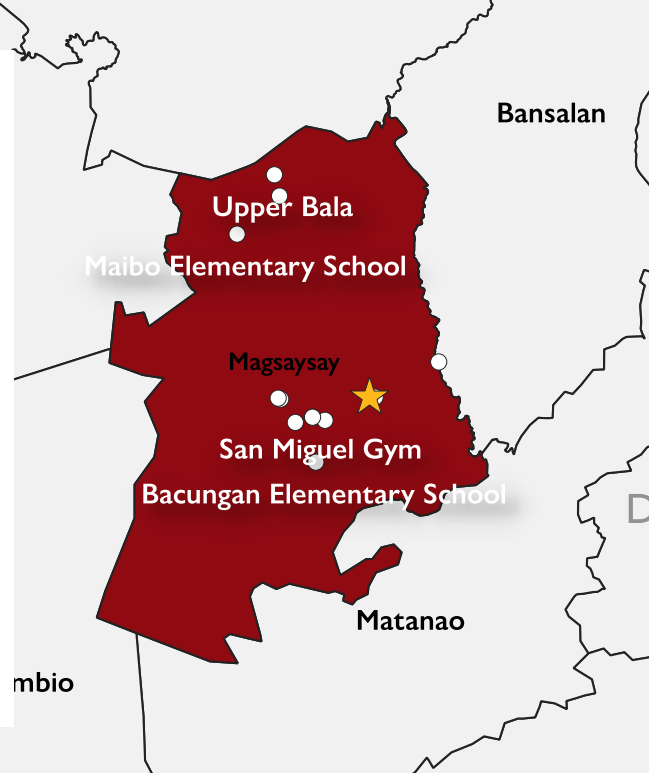 Bansalan
Upper Bala
Maibo Elementary School
Magsaysay
San Miguel Gym
Bacungan Elementary School
D
Matanao
mbio